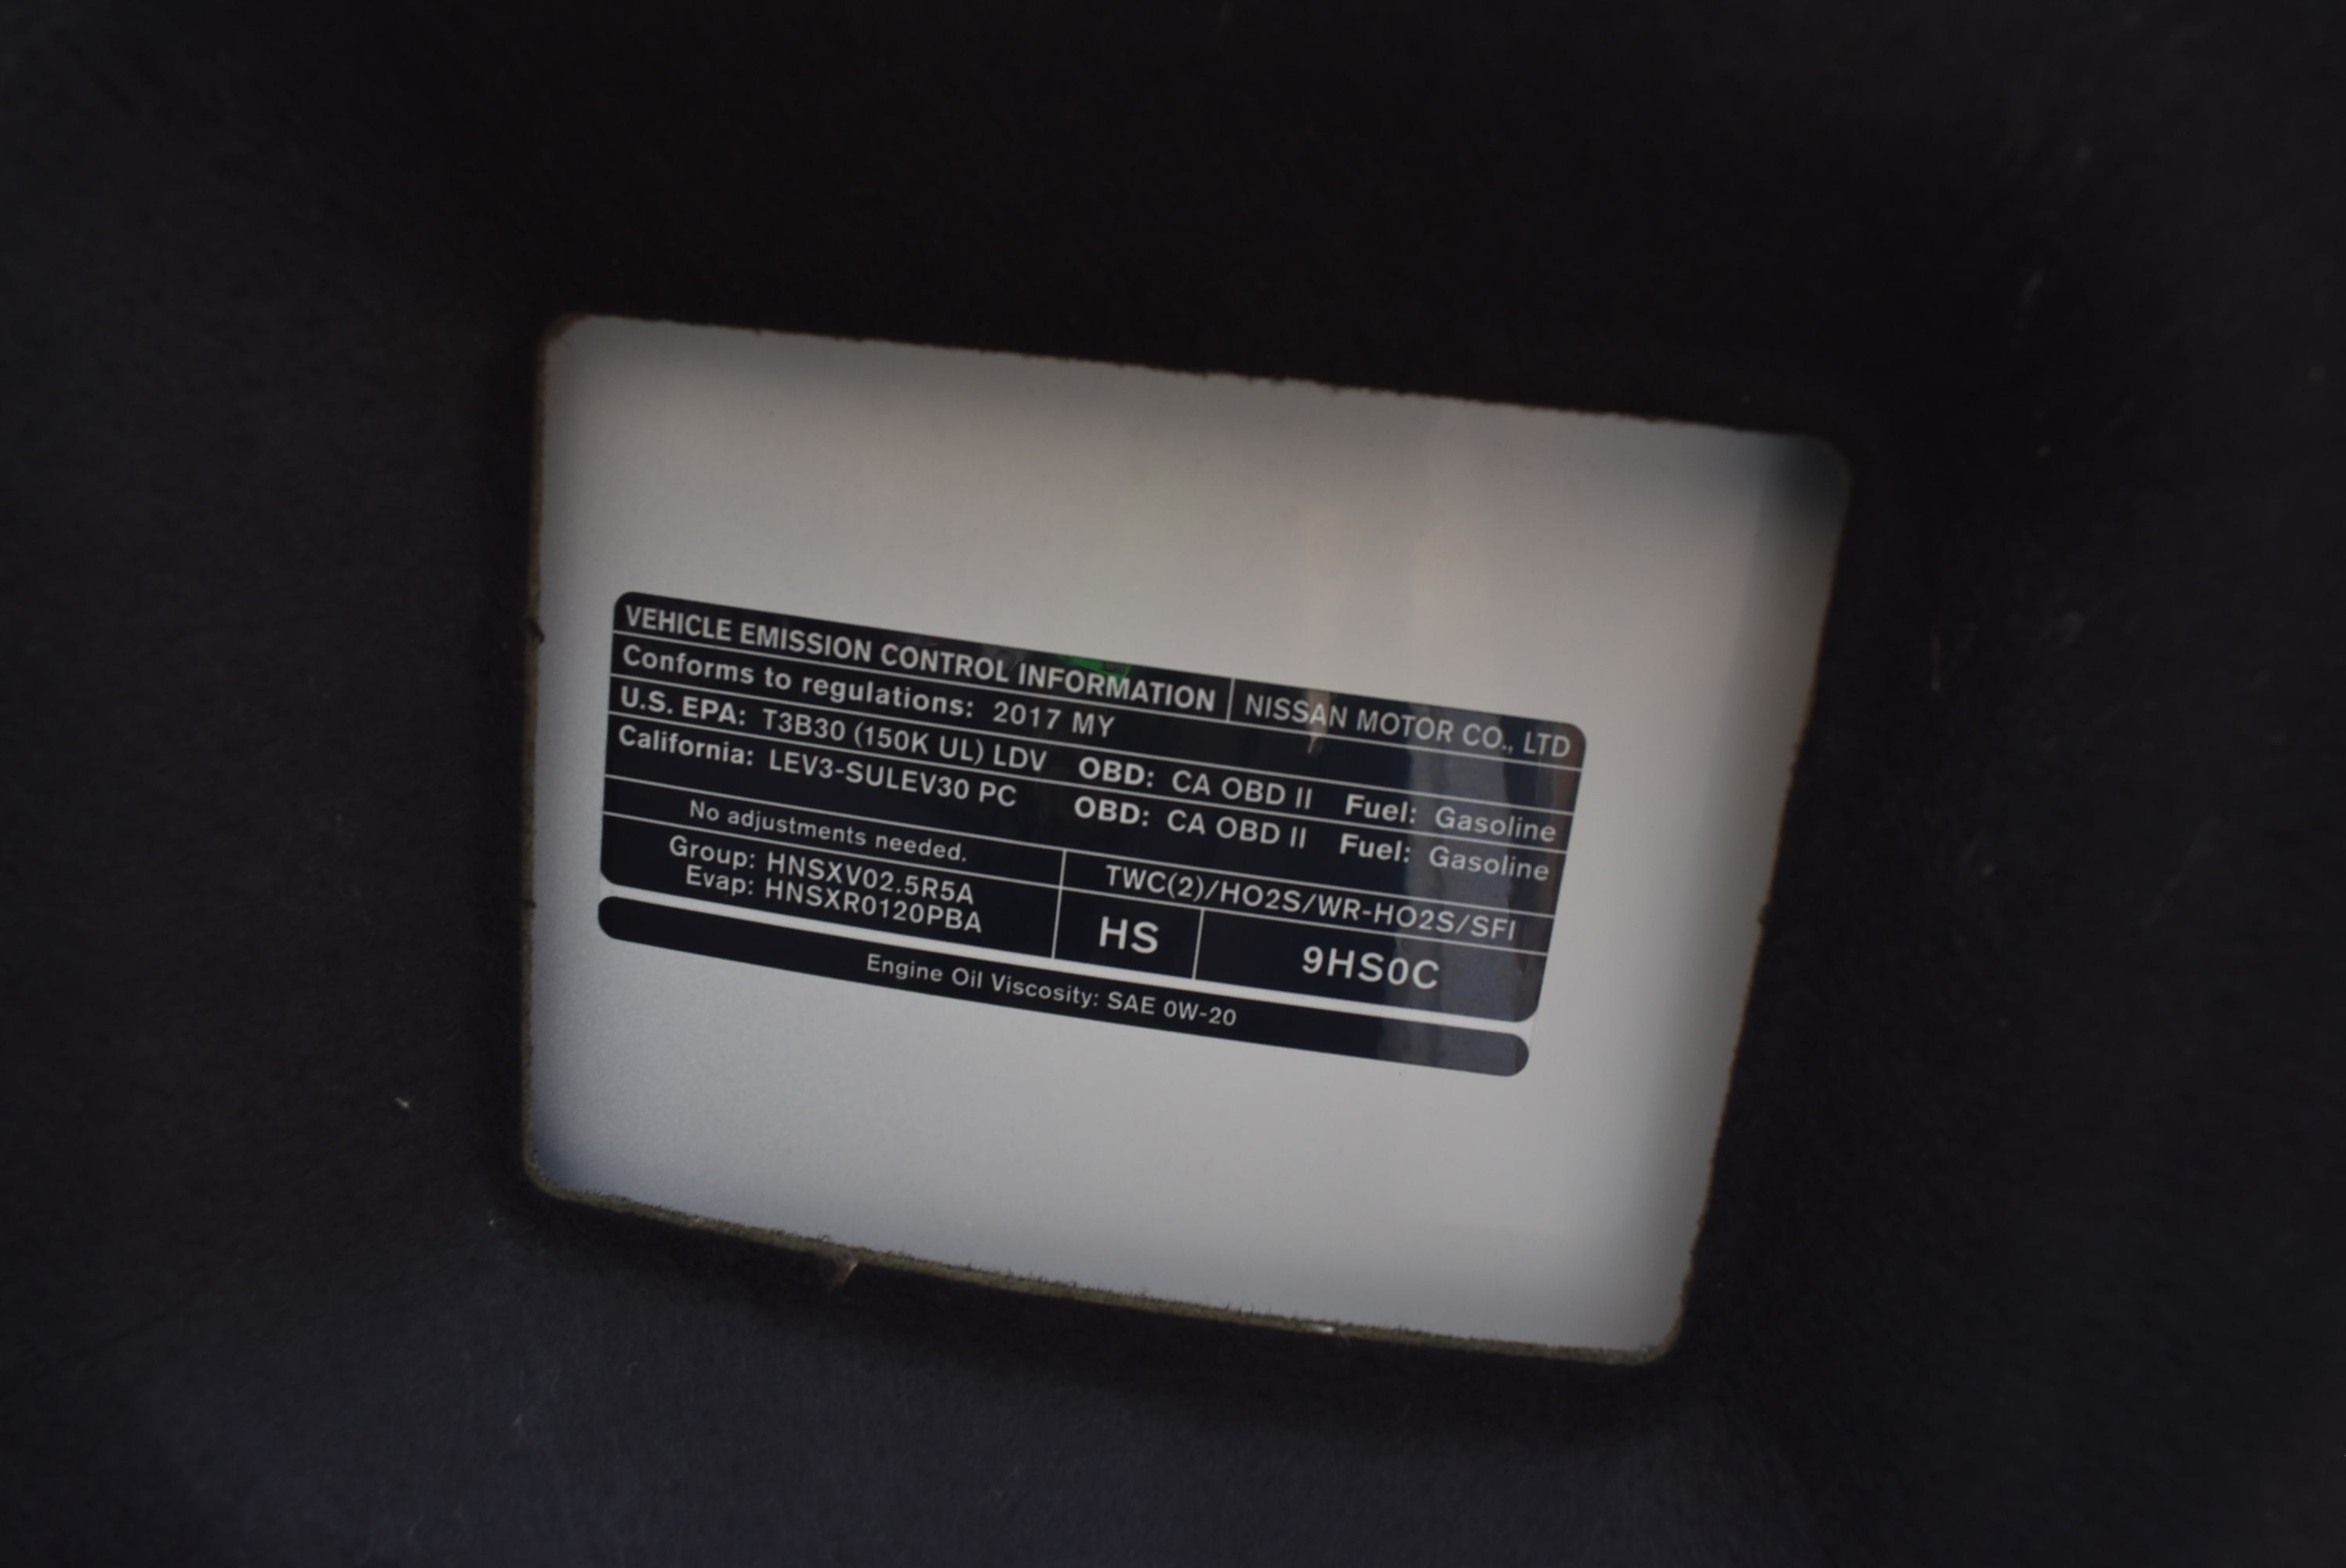 VEHICLE EMISSION CONTROL INFORMATION NISSAN MOTOR CO., LTD
Conforms to regulations: 2017 MY
U.S. EPA: T3B30 (150K UL) LDV OBD: CA OBD II Fuel: Gasoline
California: LEV3-SULEV30 PC OBD: CA OBD II Fuel: Gasoline
No adjustments needed. TWC(2)/HO2S/WR-HO2S/SFI
Group: HNSXV02.5R5A
Evap: HNSXR0120PBA
HS 9HS0C
Engine Oil Viscosity: SAE 0W-20